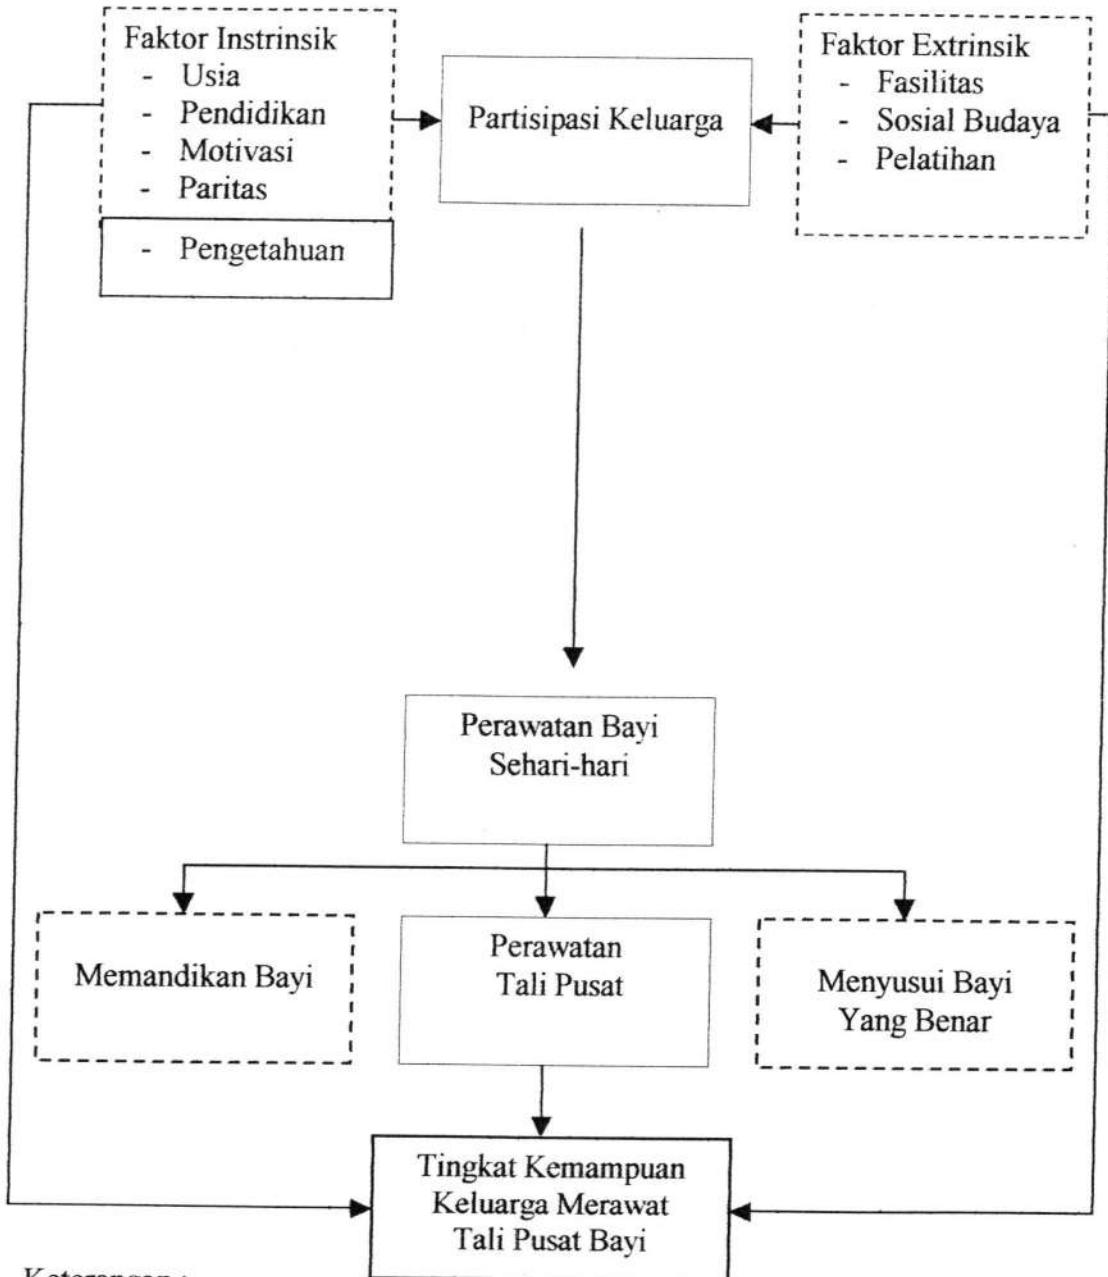 Faktor Instrinsik
- Usia
- Pendidikan
- Motivasi
- Paritas
- Pengetahuan
Partisipasi Keluarga
Faktor Extrinsik
- Fasilitas
- Sosial Budaya
- Pelatihan
Perawatan Bayi
Sehari-hari
Memandikan Bayi
Perawatan
Tali Pusat
Menyusui Bayi
Yang Benar
Tingkat Kemampuan
Keluarga Merawat
Tali Pusat Bayi
Keterangan :